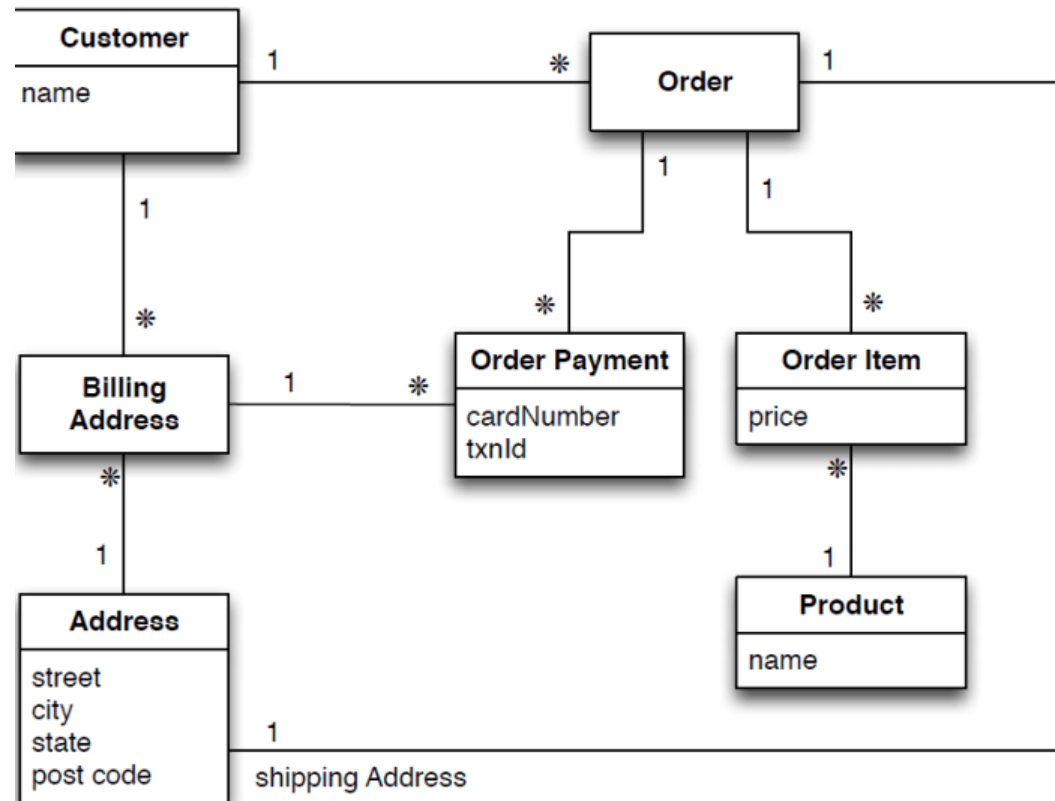 Customer
name
1
❋
Order
1
1
1
1
❋
❋
❋
Billing
Address
1
❋
Order Payment
cardNumber
txnId
Order Item
price
❋
1
❋
1
Address
street
city
state
post code
Product
name
1
shipping Address